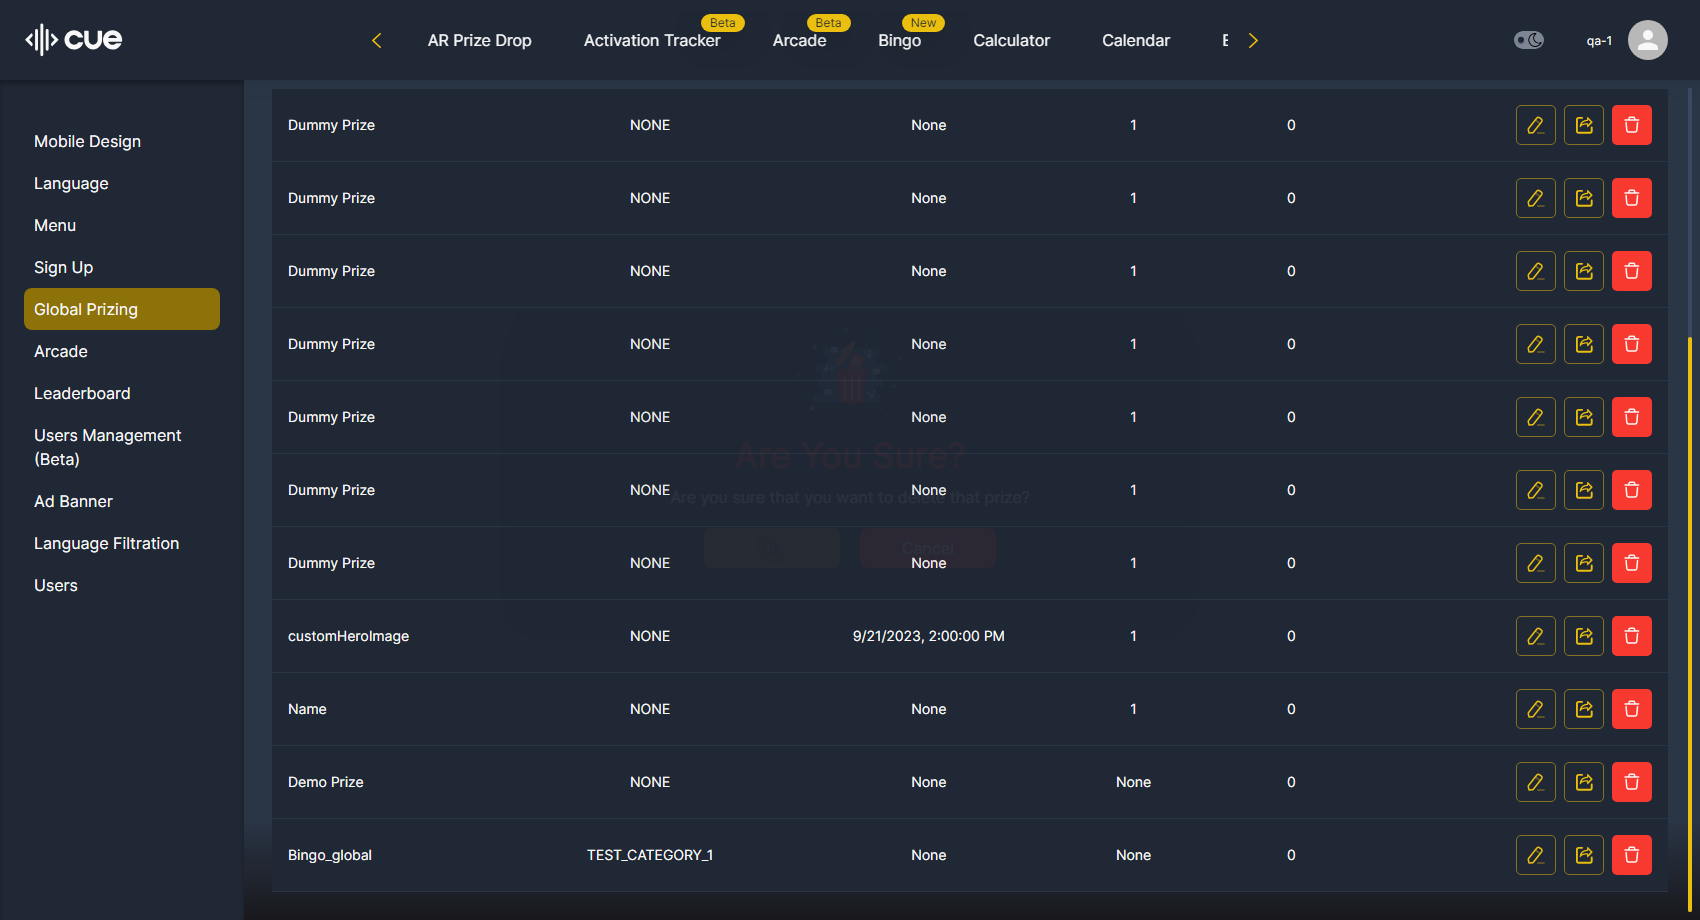 cue
AR Prize Drop
Activation Tracker
Beta
Arcade
Beta
Bingo
New
Calculator
Calendar
qa-1
Mobile Design
Language
Menu
Sign Up
Global Prizing
Arcade
Leaderboard
Users Management
(Beta)
Ad Banner
Language Filtration
Users
Dummy Prize NONE None 1 0
Dummy Prize NONE None 1 0
Dummy Prize NONE None 1 0
Dummy Prize NONE None 1 0
Dummy Prize NONE None 1 0
Are You Sure?
Dummy Prize NONE None 1 0
Are you sure that you want to delete that prize?
Cancel
Dummy Prize NONE None 1 0
customHeroImage NONE 9/21/2023, 2:00:00 PM 1 0
Name NONE None 1 0
Demo Prize NONE None None 0
Bingo_global TEST_CATEGORY_1 None None 0